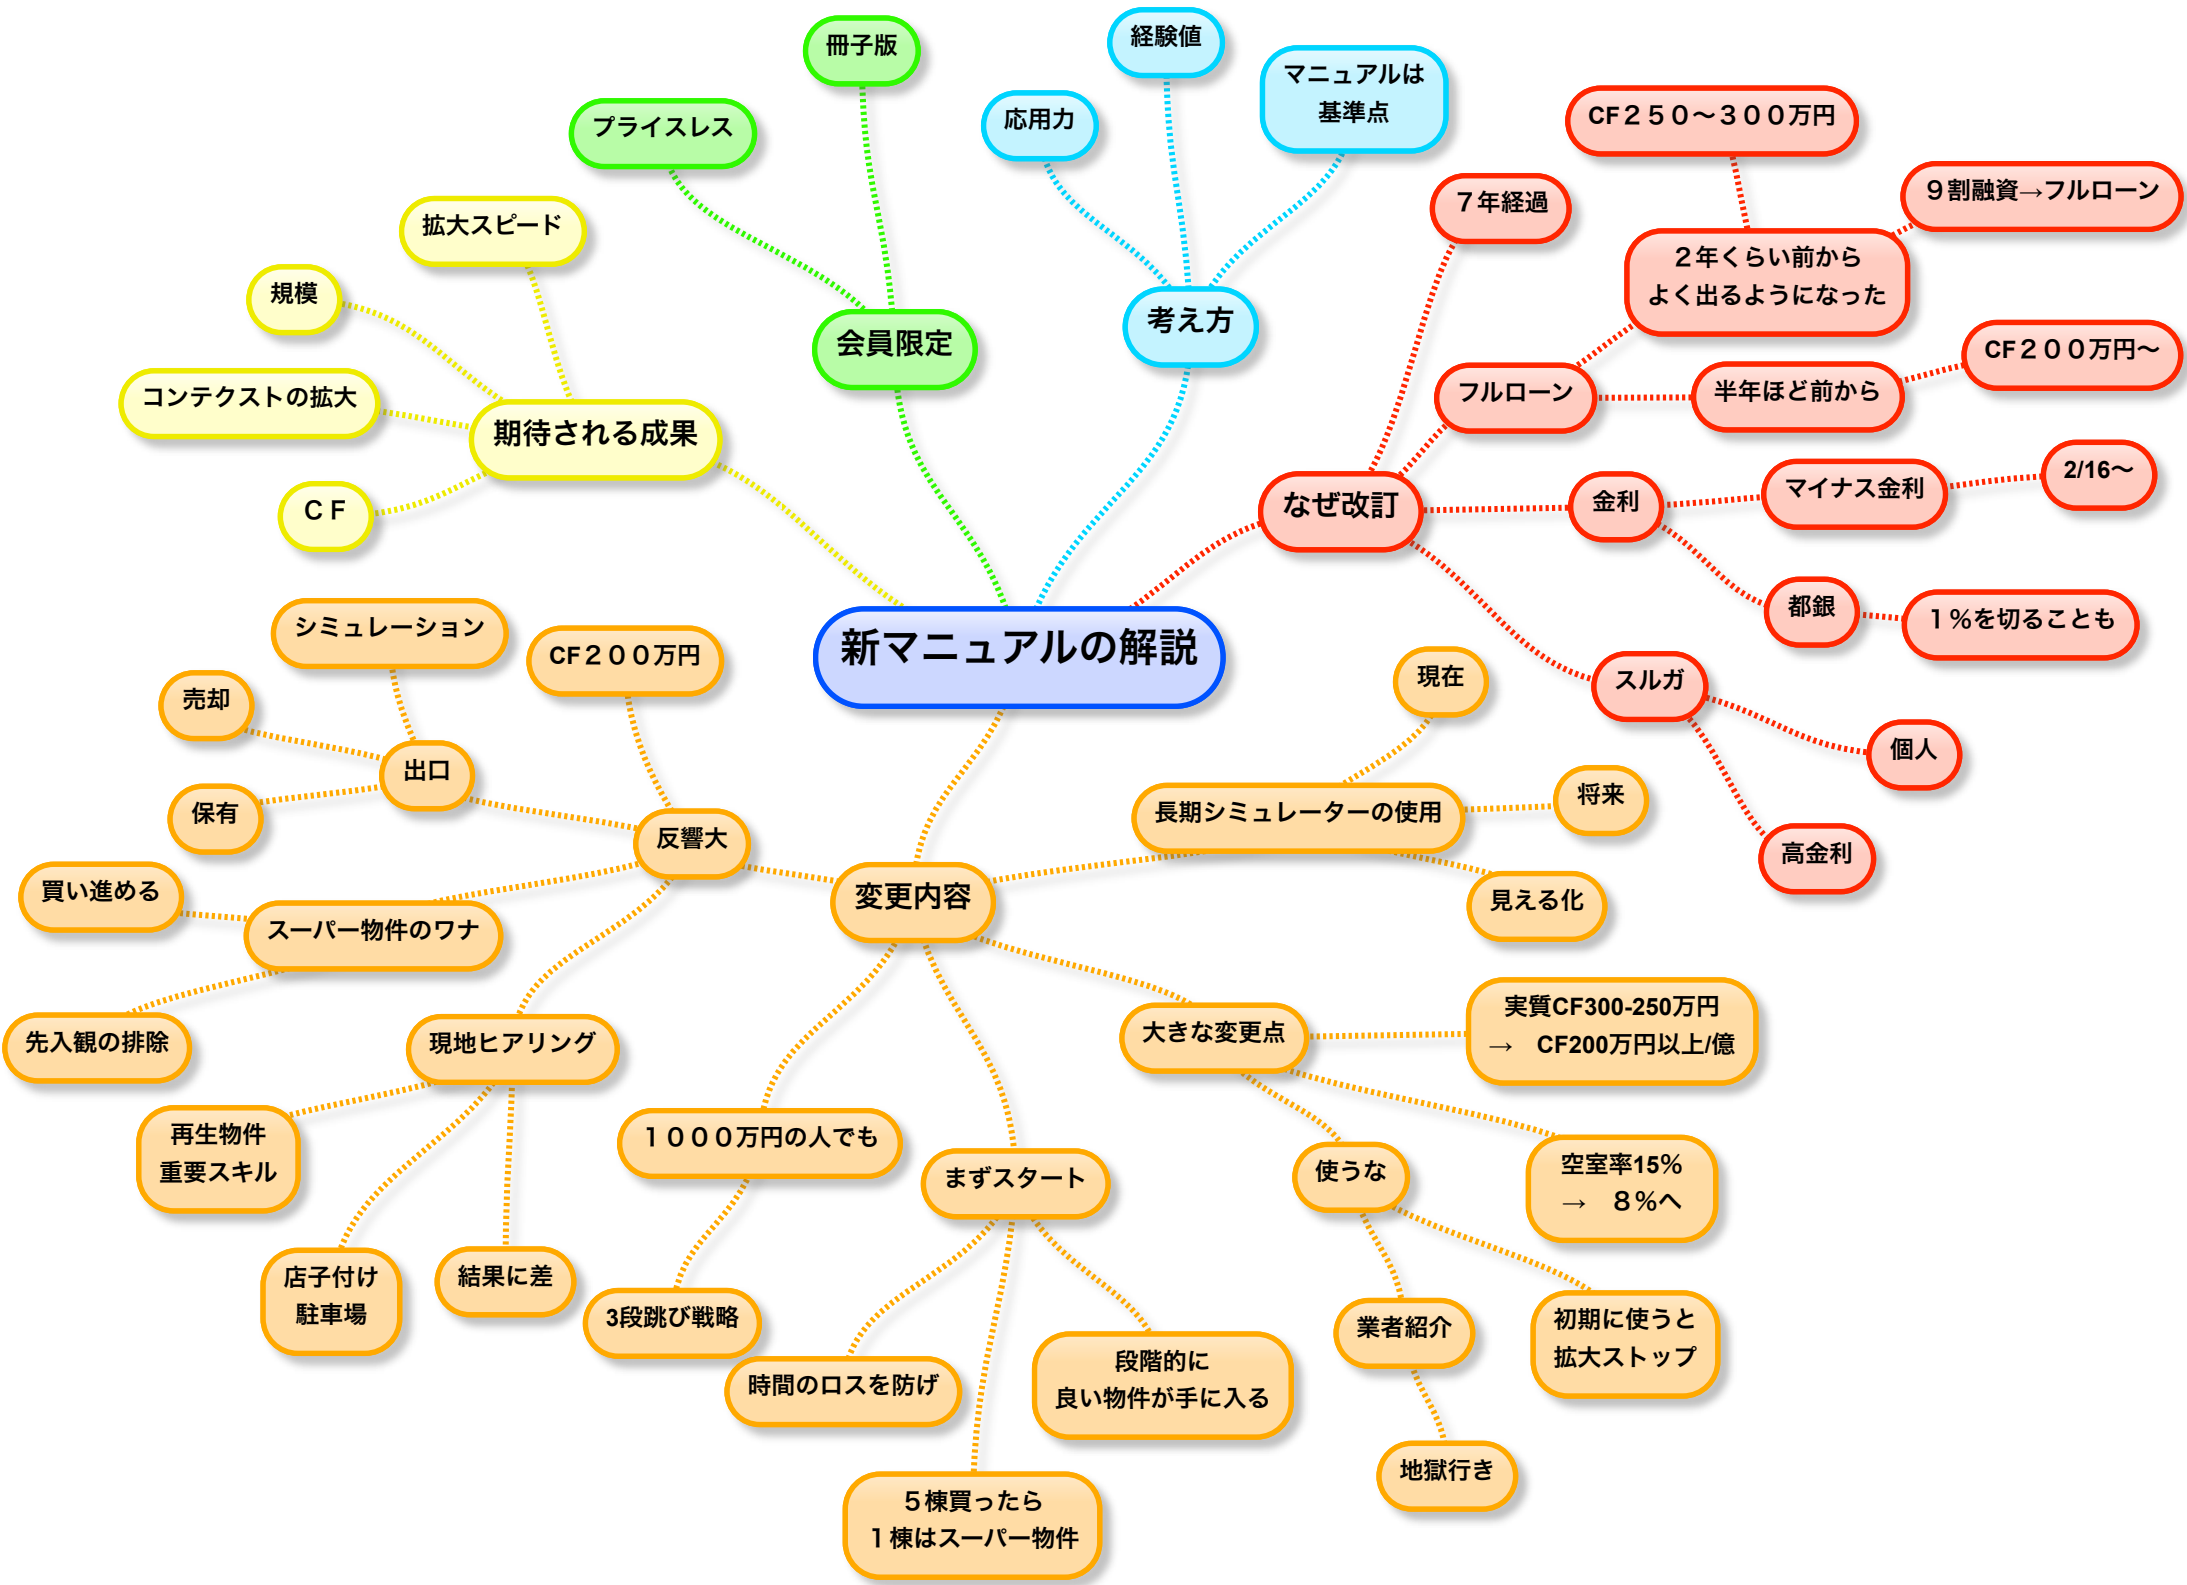 新マニュアルの解説
なぜ改訂
７年経過
フルローン
２年くらい前から
よく出るようになった
CF２５０〜３００万円
９割融資→フルローン
半年ほど前から
CF２００万円〜
金利
マイナス金利
2/16〜
都銀
１％を切ることも
スルガ
個人
高金利
考え方
応用力
経験値
マニュアルは
基準点
会員限定
プライスレス
冊子版
期待される成果
拡大スピード
規模
コンテクストの拡大
ＣＦ
変更内容
長期シミュレーターの使用
現在
将来
見える化
大きな変更点
実質CF300-250万円
→　CF200万円以上/億
空室率15%
→　８％へ
使うな
業者紹介
地獄行き
初期に使うと
拡大ストップ
まずスタート
時間のロスを防げ
５棟買ったら
１棟はスーパー物件
段階的に
良い物件が手に入る
１０００万円の人でも
3段跳び戦略
反響大
CF２００万円
出口
シミュレーション
売却
保有
スーパー物件のワナ
買い進める
先入観の排除
現地ヒアリング
再生物件
重要スキル
店子付け
駐車場
結果に差